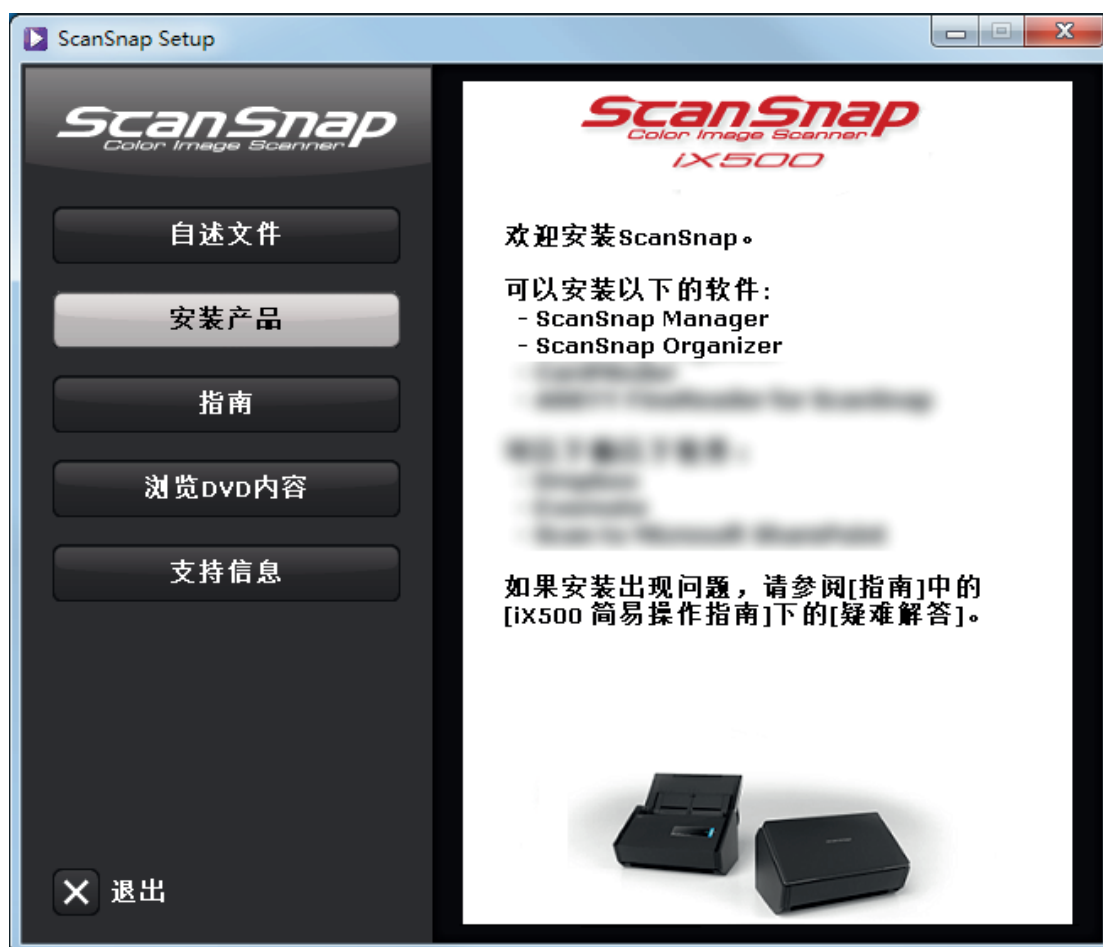 ScanSnap Setup
ScanSnap
Color Image Scanner
自述文件
安装产品
指南
浏览DVD内容
支持信息
退出
ScanSnap
Color Image Scanner
iX500
欢迎安装ScanSnap。
可以安装以下的软件:
- ScanSnap Manager
- ScanSnap Organizer
如果安装出现问题，请参阅[指南]中的
[iX500 简易操作指南]下的[疑难解答]。